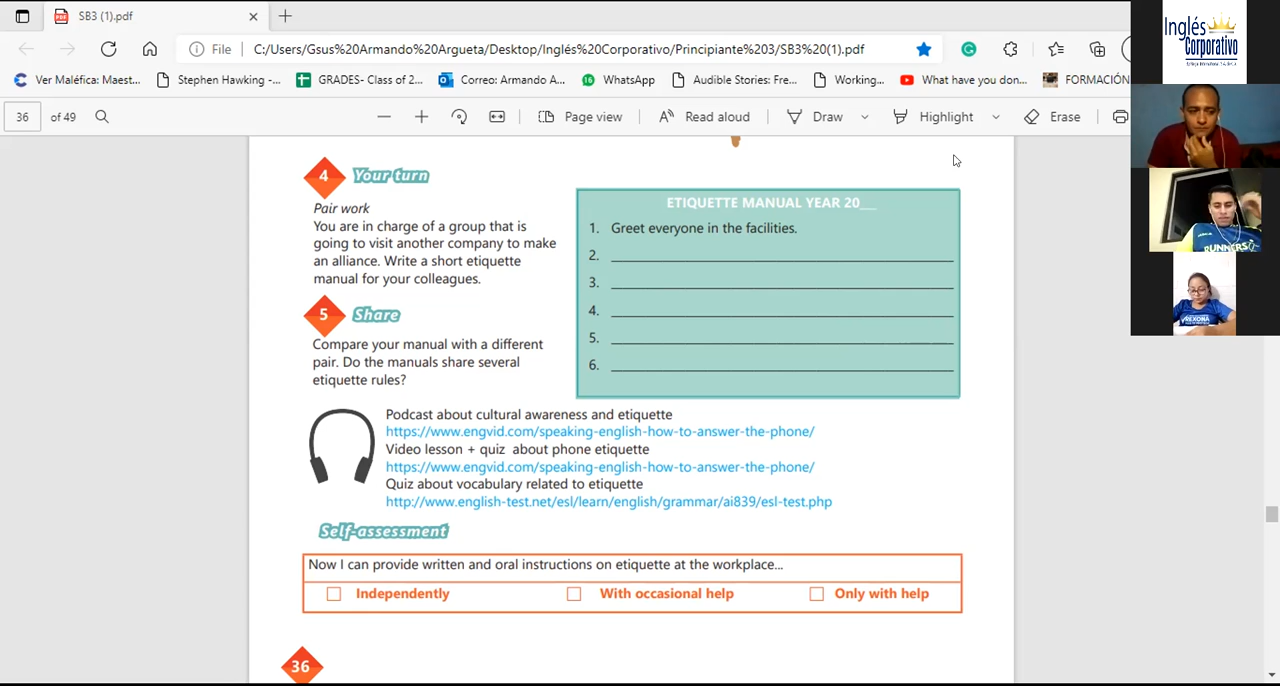 SB3 (1).pdf
File
C:/Users/Gsus%20Armando%20Argueta/Desktop/Inglés%20Corporativo/Principiante%203/SB3%20(1).pdf
Ver Maléfica: Maest...
Stephen Hawking -...
GRADES- Class of 2...
Correo: Armando A...
WhatsApp
Audible Stories: Fre...
Working...
What have you don...
FORMACIÓN
36 of 49
Page view
Read aloud
Draw
Highlight
Erase
Inglés
Corporativo
RUNNERS
REXONA
4 Your turn
Pair work
You are in charge of a group that is
going to visit another company to make
an alliance. Write a short etiquette
manual for your colleagues.
5 Share
Compare your manual with a different
pair. Do the manuals share several
etiquette rules?
ETIQUETTE MANUAL YEAR 20__
1. Greet everyone in the facilities.
2.
3.
4.
5.
6.
Podcast about cultural awareness and etiquette
https://www.engvid.com/speaking-english-how-to-answer-the-phone/
Video lesson + quiz about phone etiquette
https://www.engvid.com/speaking-english-how-to-answer-the-phone/
Quiz about vocabulary related to etiquette
http://www.english-test.net/esl/learn/english/grammar/ai839/esl-test.php
Self-assessment
Now I can provide written and oral instructions on etiquette at the workplace...
Independently
With occasional help
Only with help
36